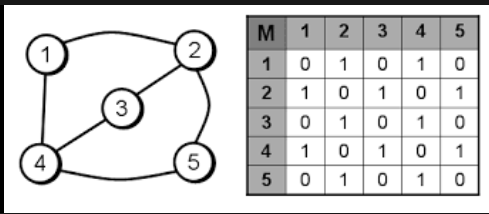 1
2
3
4
5
M 1 2 3 4 5
1 0 1 0 1 0
2 1 0 1 0 1
3 0 1 0 1 0
4 1 0 1 0 1
5 0 1 0 1 0